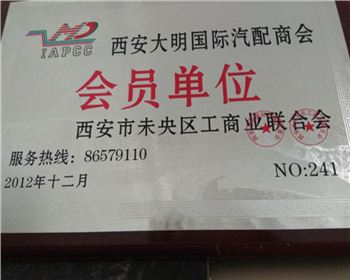 西安大明国际汽配商会
IAPCC
会员单位
西安市未央区工商业联合会
服务热线：86579110
2012年十二月
NO:241